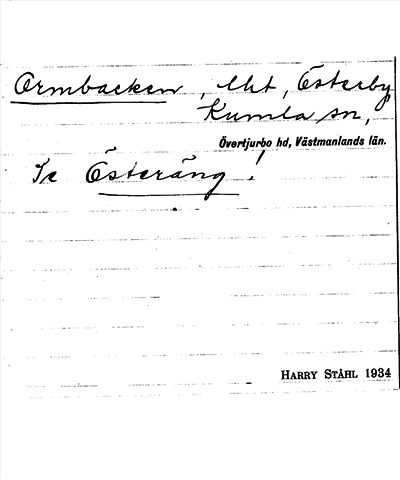 Ormbacken, lht, Österby
Kumla sn,
Övertjurbo hd, Västmanlands län.
Se Österäng!
HARRY STÅHL 1934